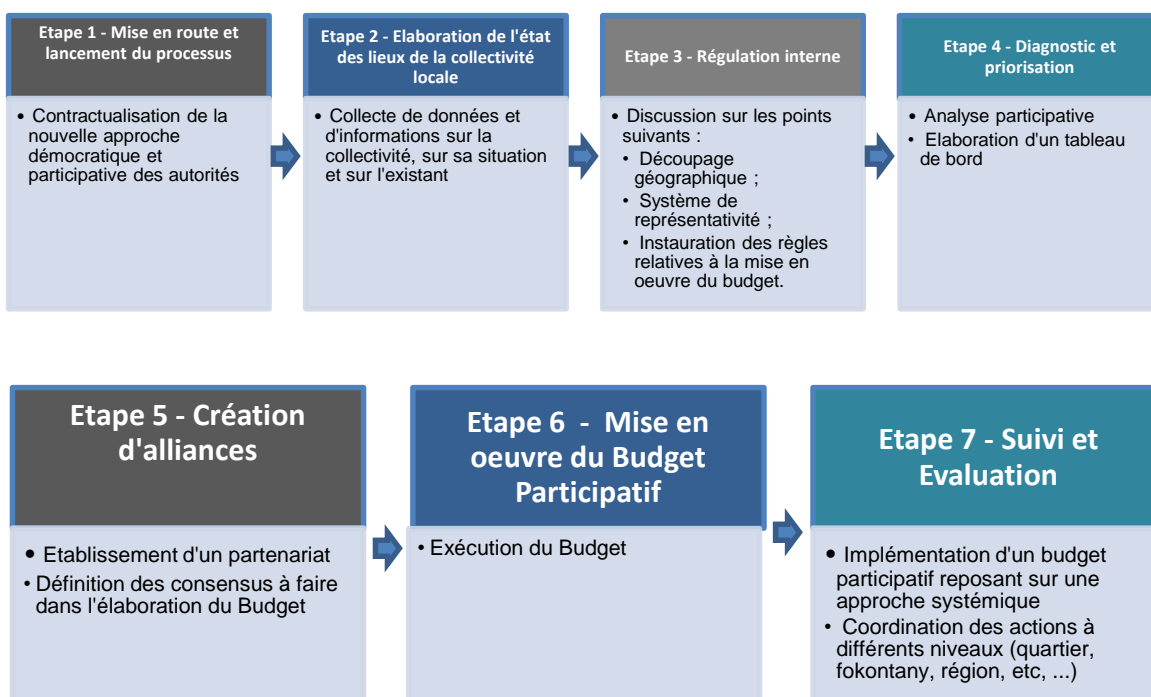 Etape 1 - Mise en route et
lancement du processus
• Contractualisation de la
nouvelle approche
démocratique et
participative des autorités
Etape 2 - Elaboration de l'état
des lieux de la collectivité
locale
• Collecte de données et
d'informations sur la
collectivité, sur sa situation
et sur l'existant
Etape 3 - Régulation interne
• Discussion sur les points
suivants :
• Découpage
géographique ;
• Système de
représentativité ;
• Instauration des règles
relatives à la mise en
oeuvre du budget.
Etape 4 - Diagnostic et
priorisation
• Analyse participative
• Elaboration d'un tableau
de bord
Etape 5 - Création
d'alliances
• Etablissement d'un partenariat
• Définition des consensus à faire
dans l'élaboration du Budget
Etape 6 - Mise en
oeuvre du Budget
Participatif
• Exécution du Budget
Etape 7 - Suivi et
Evaluation
• Implémentation d'un budget
participatif reposant sur une
approche systémique
• Coordination des actions à
différents niveaux (quartier,
fokontany, région, etc, ...)